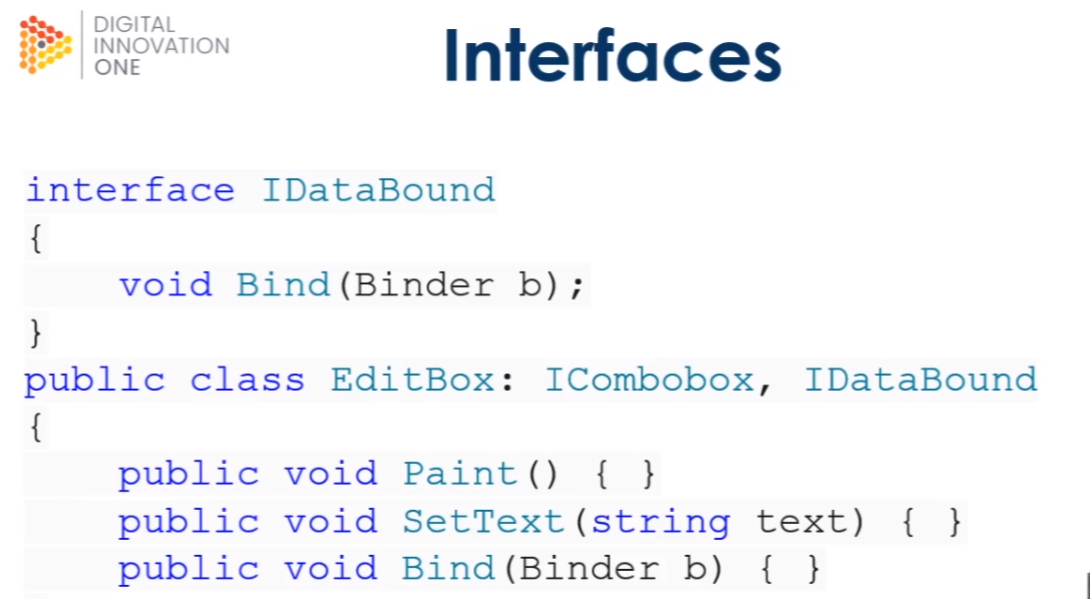 DIGITAL
INNOVATION
ONE
Interfaces
interface IDataBound
{
    void Bind(Binder b);
}
public class EditBox: ICombobox, IDataBound
{
    public void Paint() { }
    public void SetText(string text) { }
    public void Bind(Binder b) { }